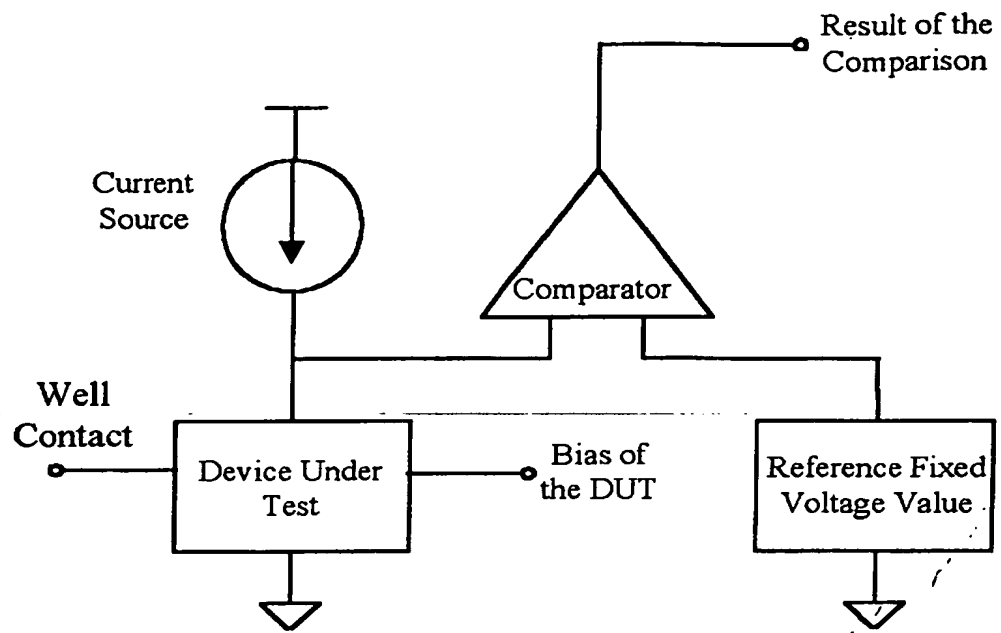 Result of the
Comparison
Current
Source
Comparator
Well
Contact
Device Under
Test
Bias of
the DUT
Reference Fixed
Voltage Value